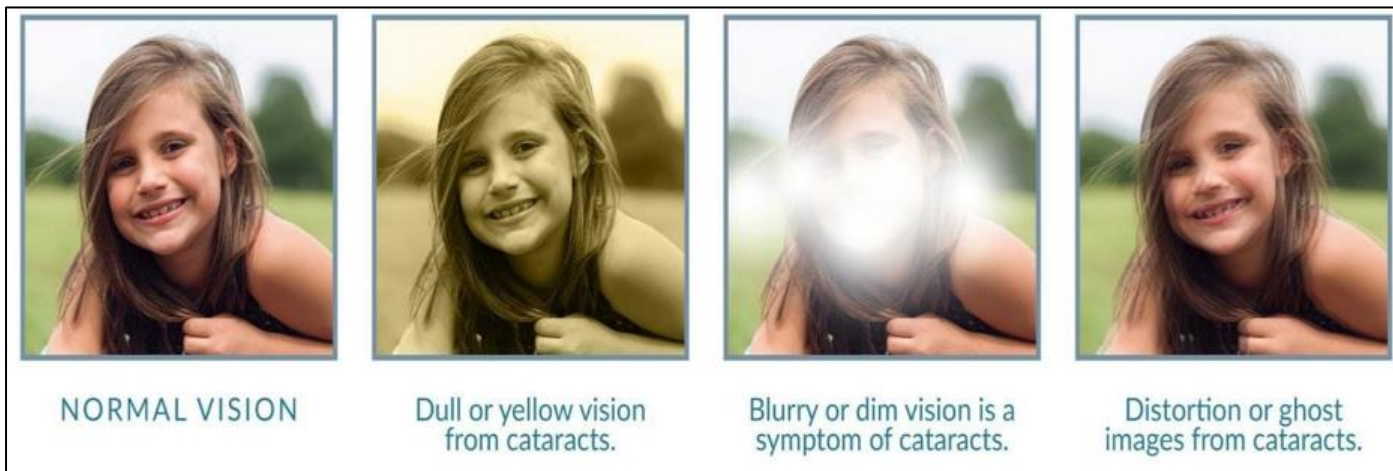 NORMAL VISION
Dull or yellow vision
from cataracts.
Blurry or dim vision is a
symptom of cataracts.
Distortion or ghost
images from cataracts.